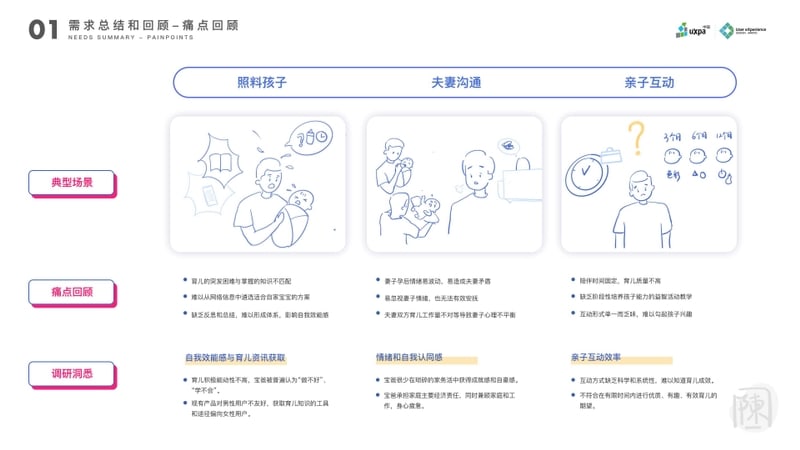 01
需求总结和回顾–痛点回顾
NEEDS SUMMARY – PAINPOINTS
uxpa 中国
User eXperience
照料孩子
夫妻沟通
亲子互动
典型场景
?
?
3个月 6个月 12个月
色彩
痛点回顾
育儿的突发困难与掌握的知识不匹配
难以从网络信息中遴选适合自家宝宝的方案
缺乏反思和总结，难以形成体系，影响自我效能感
妻子孕后情绪易波动，易造成夫妻矛盾
易忽视妻子情绪，也无法有效安抚
夫妻双方育儿工作量不对等导致妻子心理不平衡
陪伴时间固定，育儿质量不高
缺乏阶段性培养孩子能力的益智活动教学
互动形式单一而乏味，难以勾起孩子兴趣
调研洞悉
自我效能感与育儿资讯获取
育儿积极能动性不高，宝爸被普遍认为“做不好”、
“学不会”。
现有产品对男性用户不友好，获取育儿知识的工具
和途径偏向女性用户。
情绪和自我认同感
宝爸很少在琐碎的家务活中获得成就感和自豪感。
宝爸承担家庭主要经济责任，同时兼顾家庭和工
作，身心疲惫。
亲子互动效率
互动方式缺乏科学和系统性，难以知道育儿成效。
不符合在有限时间内进行优质、有趣、有效育儿的
期望。
陳